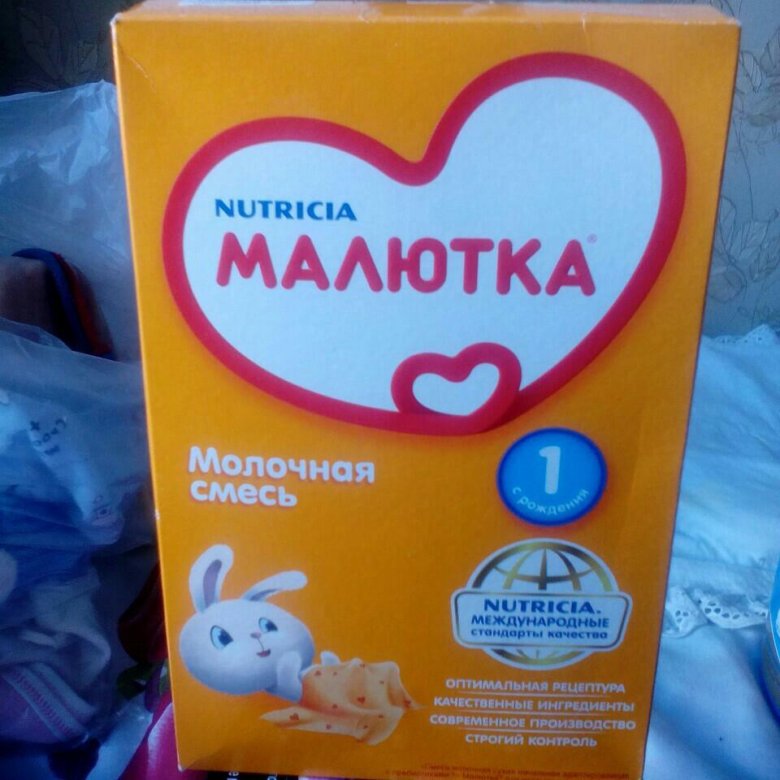 NUTRICIA
МАЛЮТКА®
Молочная
смесь
1
с рождения
NUTRICIA®
МЕЖДУНАРОДНЫЕ
стандарты качества
ОПТИМАЛЬНАЯ РЕЦЕПТУРА
КАЧЕСТВЕННЫЕ ИНГРЕДИЕНТЫ
СОВРЕМЕННОЕ ПРОИЗВОДСТВО
СТРОГИЙ КОНТРОЛЬ